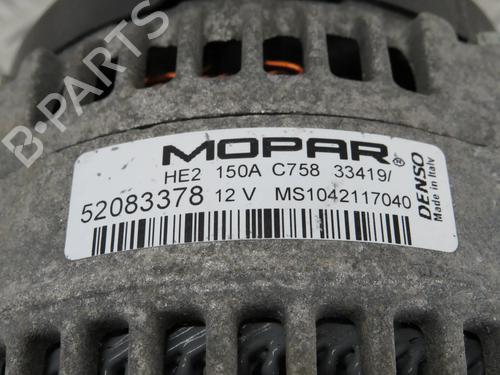 B-PARTS
MOPAR®
HE2 150A C758 33419/
52083378 12 V MS1042117040
DENSO
Made in Italy